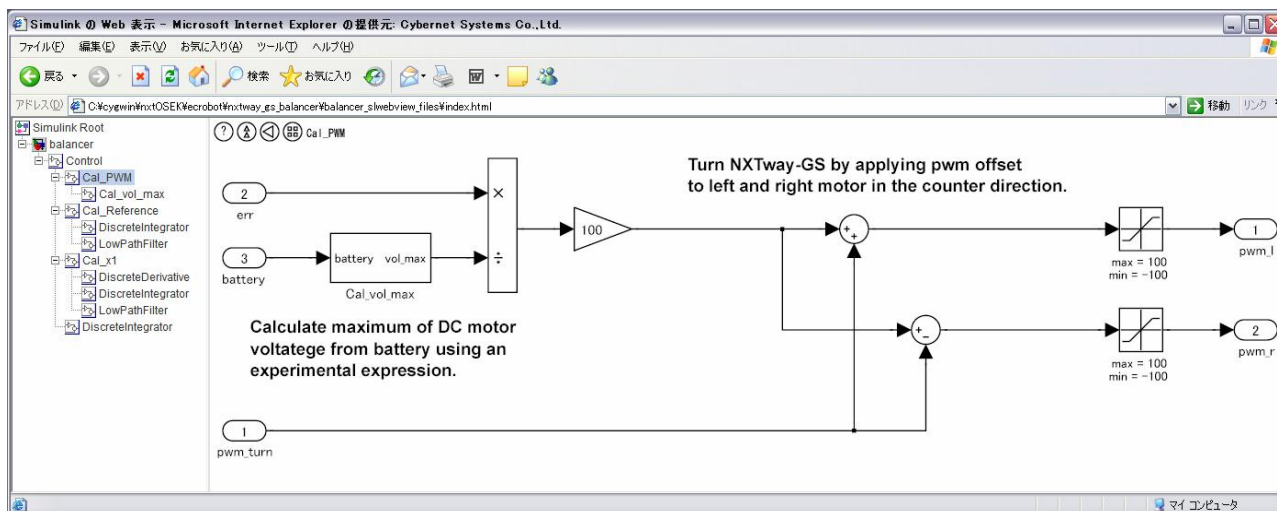 Simulink の Web 表示 - Microsoft Internet Explorer の提供元: Cybernet Systems Co.,Ltd.
ファイル(F) 編集(E) 表示(V) お気に入り(A) ツール(T) ヘルプ(H)
戻る 検索 お気に入り
アドレス(D) C:¥cygwin¥nxtOSEK¥ecrobot¥nxtway_gs_balancer¥balancer_slwebview_files¥index.html 移動 リンク
Simulink Root
balancer
Control
Cal_PWM
Cal_vol_max
Cal_Reference
DiscreteIntegrator
LowPathFilter
Cal_x1
DiscreteDerivative
DiscreteIntegrator
LowPathFilter
DiscreteIntegrator
? Cal_PWM
Turn NXTway-GS by applying pwm offset
to left and right motor in the counter direction.
2
err
×
÷
3
battery
battery vol_max
Cal_vol_max
100
+
+
max = 100
min = -100
1
pwm_l
Calculate maximum of DC motor
voltatege from battery using an
experimental expression.
+
-
max = 100
min = -100
2
pwm_r
1
pwm_turn
マイ コンピュータ